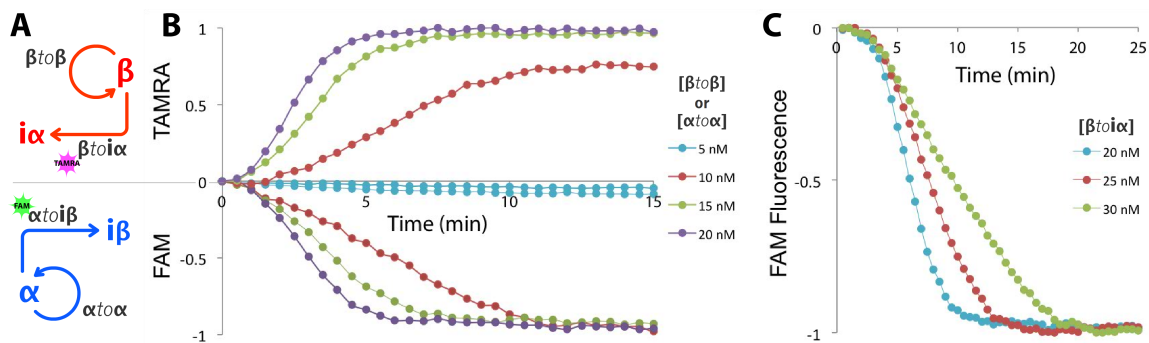 A
βtoβ
β
iα
βtoiα
TAMRA
FAM
αtoiβ
iβ
α
αtoα
B
TAMRA
FAM
1
0.5
0
-0.5
-1
0
5
10
15
Time (min)
[βtoβ]
or
[αtoα]
5 nM
10 nM
15 nM
20 nM
C
FAM Fluorescence
0
-0.5
-1
0
5
10
15
20
25
Time (min)
[βtoiα]
20 nM
25 nM
30 nM